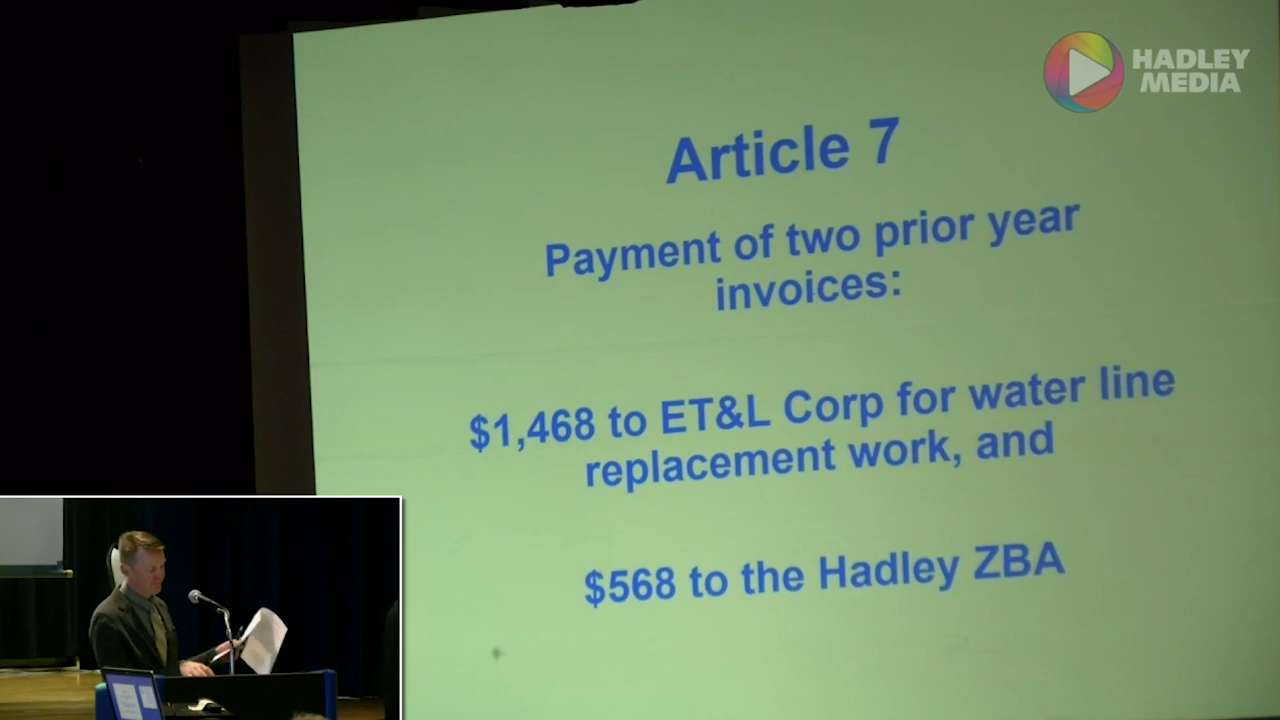 HADLEY
MEDIA
Article 7
Payment of two prior year
invoices:
$1,468 to ET&L Corp for water line
replacement work, and
$568 to the Hadley ZBA